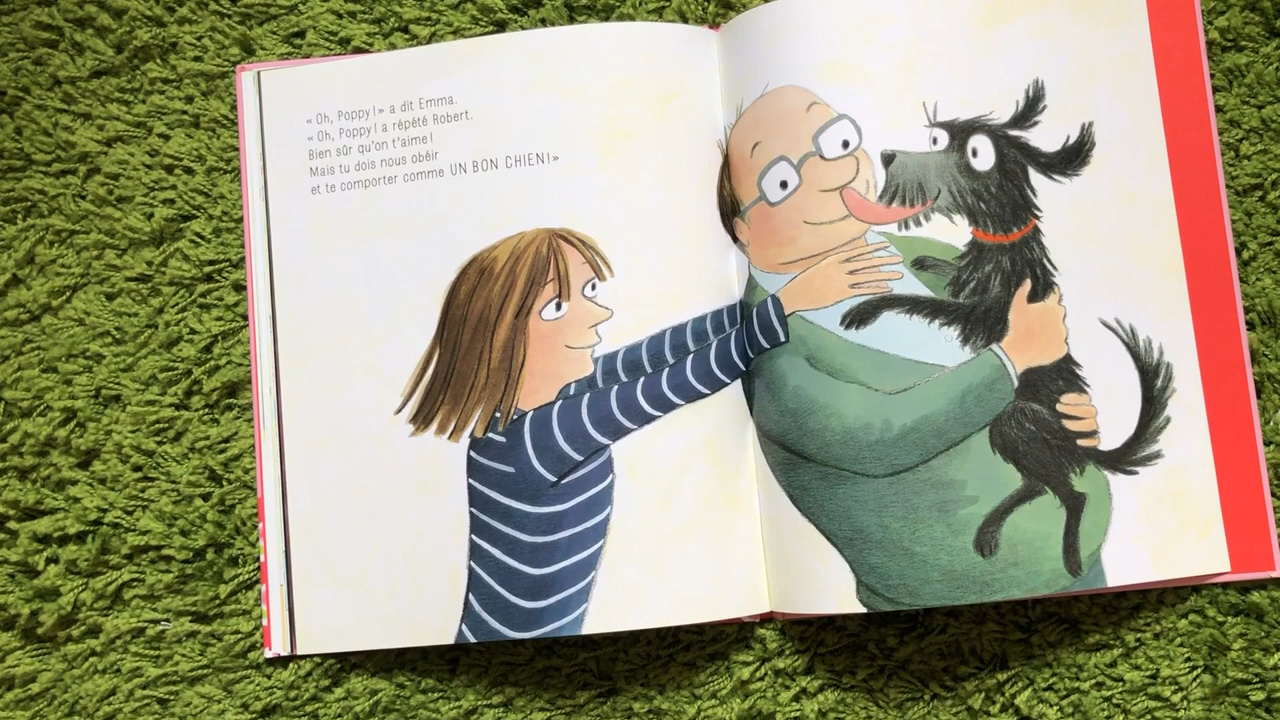 « Oh, Poppy ! » a dit Emma.
« Oh, Poppy ! a répété Robert.
Bien sûr qu'on t'aime !
Mais tu dois nous obéir
et te comporter comme UN BON CHIEN ! »